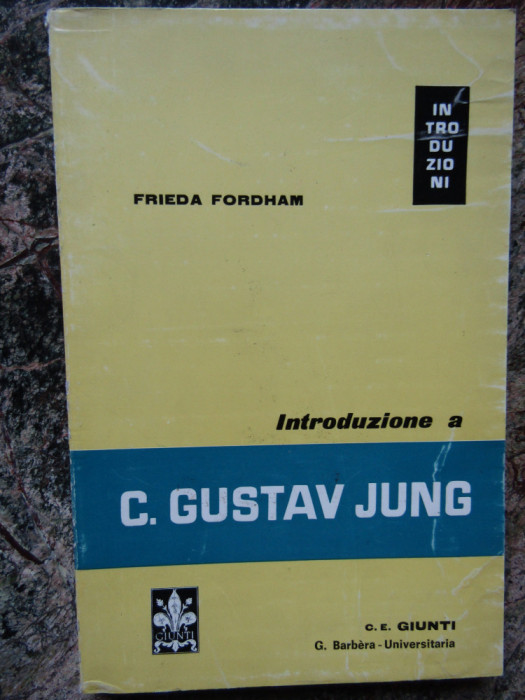 IN
TRO
DU
ZIO
NI
FRIEDA FORDHAM
Introduzione a
C. GUSTAV JUNG
GIUNTI
C. E. GIUNTI
G. Barbèra - Universitaria